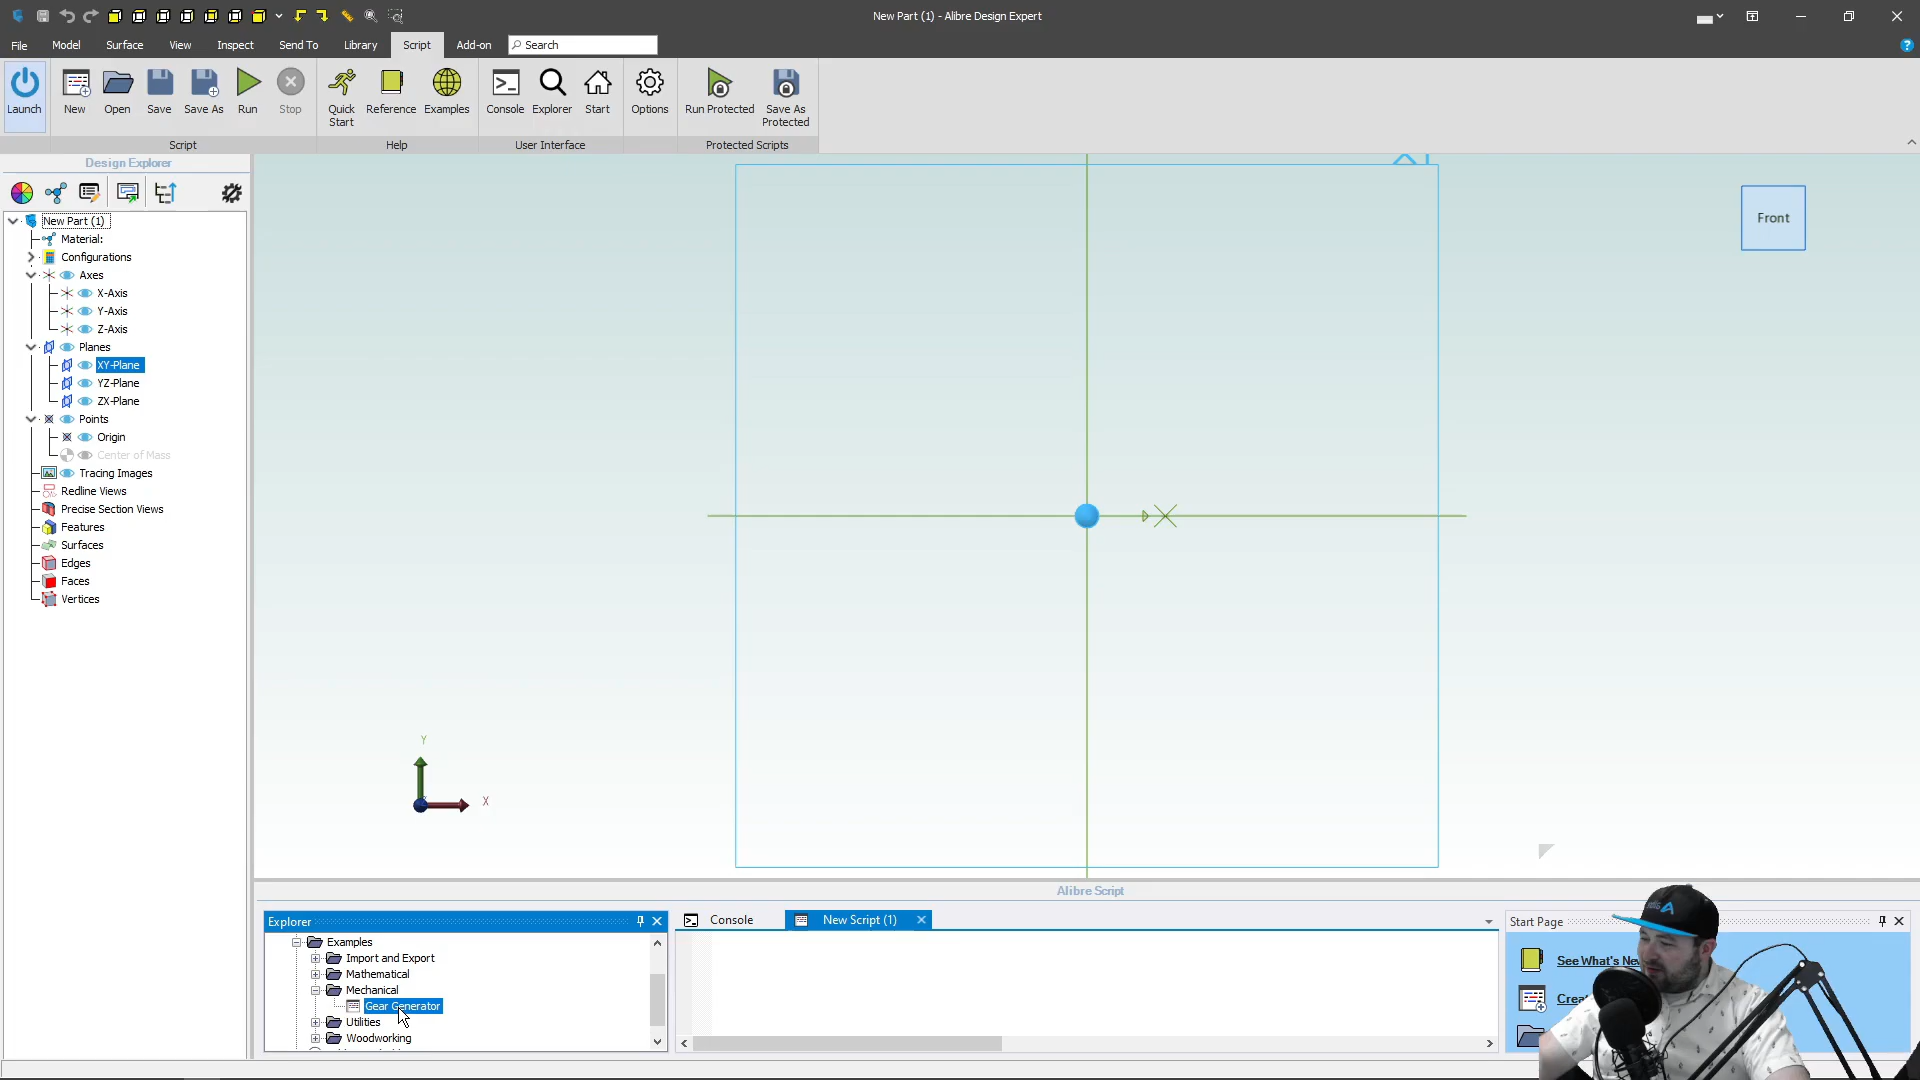 New Part (1) - Alibre Design Expert
File Model Surface View Inspect Send To Library Script Add-on Search
Launch New Open Save Save As Run Stop Quick Start Reference Examples Console Explorer Start Options Run Protected Save As Protected
Script Help User Interface Protected Scripts
Design Explorer
New Part (1)
Material:
Configurations
Axes
X-Axis
Y-Axis
Z-Axis
Planes
XY-Plane
YZ-Plane
ZX-Plane
Points
Origin
Center of Mass
Tracing Images
Redline Views
Precise Section Views
Features
Surfaces
Edges
Faces
Vertices
Front
Y
X
Alibre Script
Explorer
Examples
Import and Export
Mathematical
Mechanical
Gear Generator
Utilities
Woodworking
Console New Script (1)
Start Page
See What's